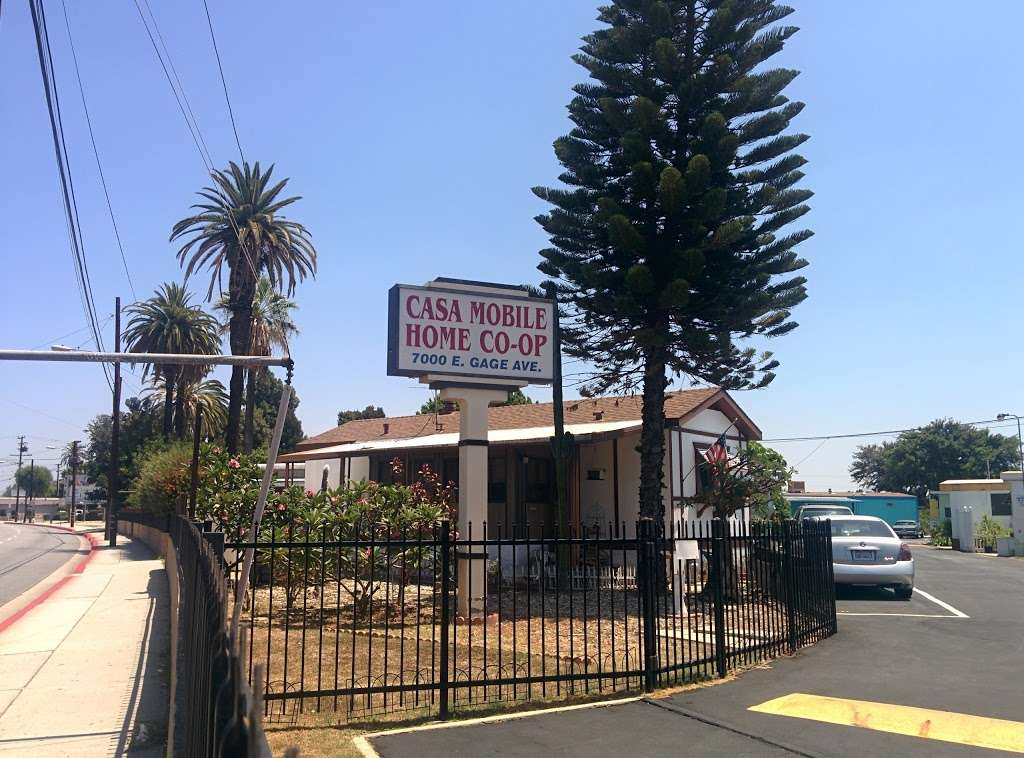 CASA MOBILE
HOME CO-OP
7000 E. GAGE AVE.